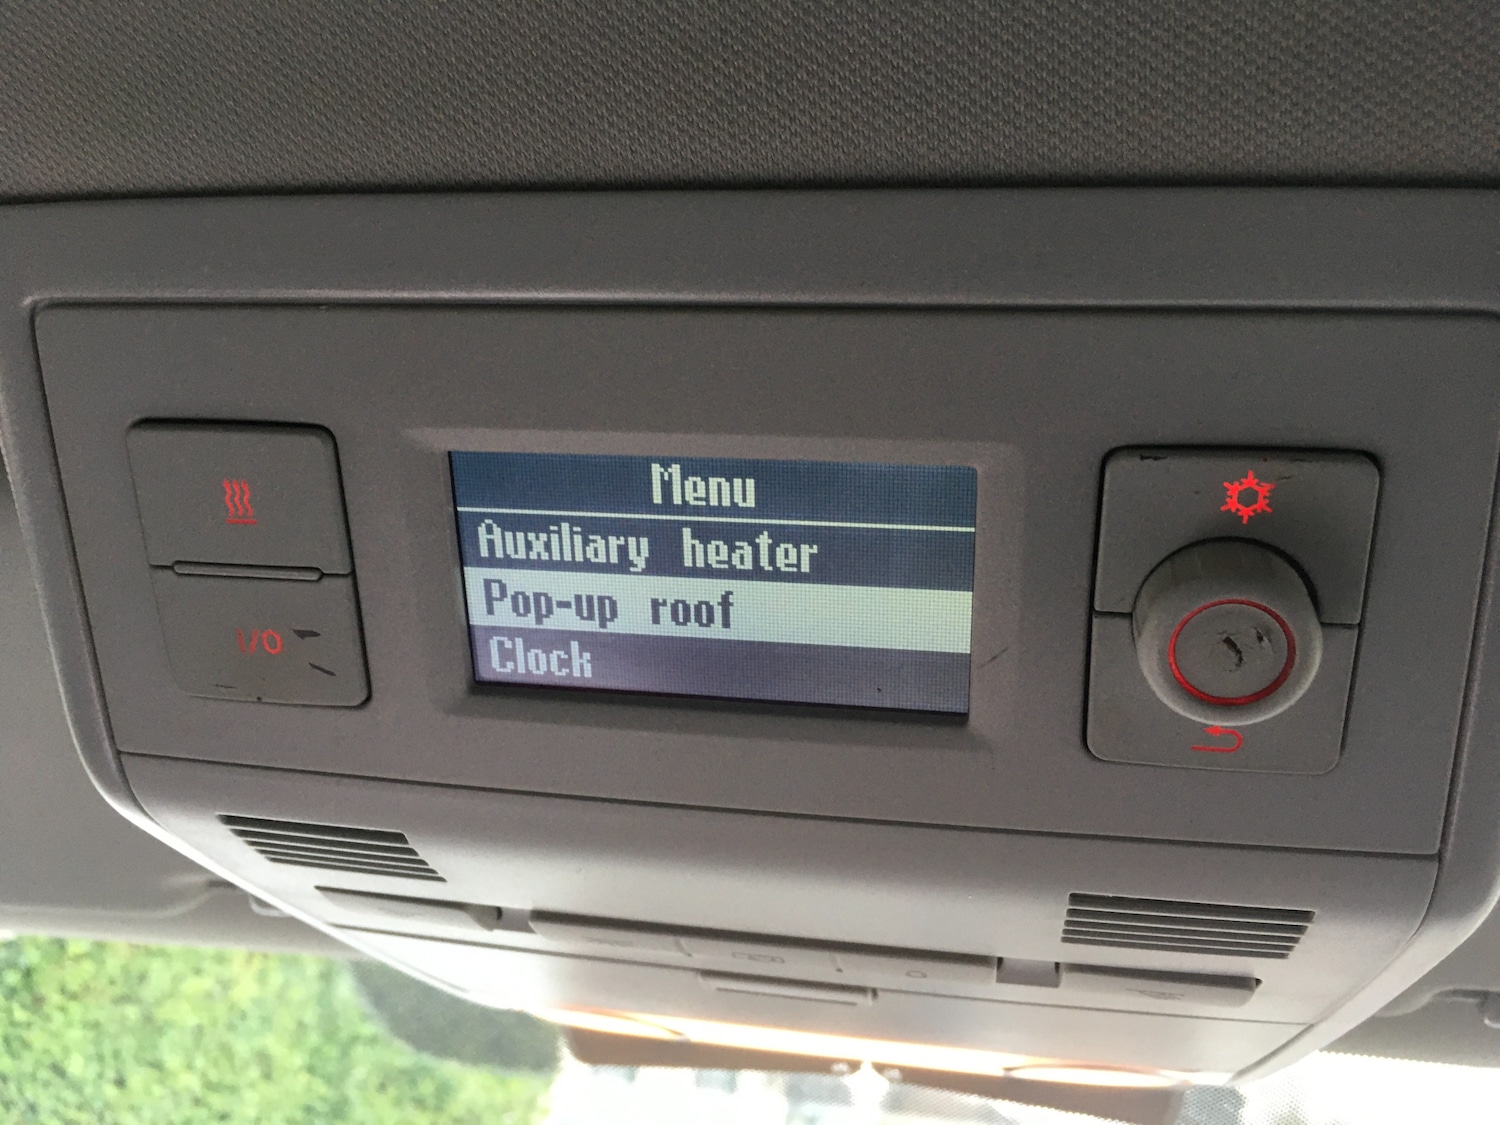 Menu
Auxiliary heater
Pop-up roof
Clock
I/O